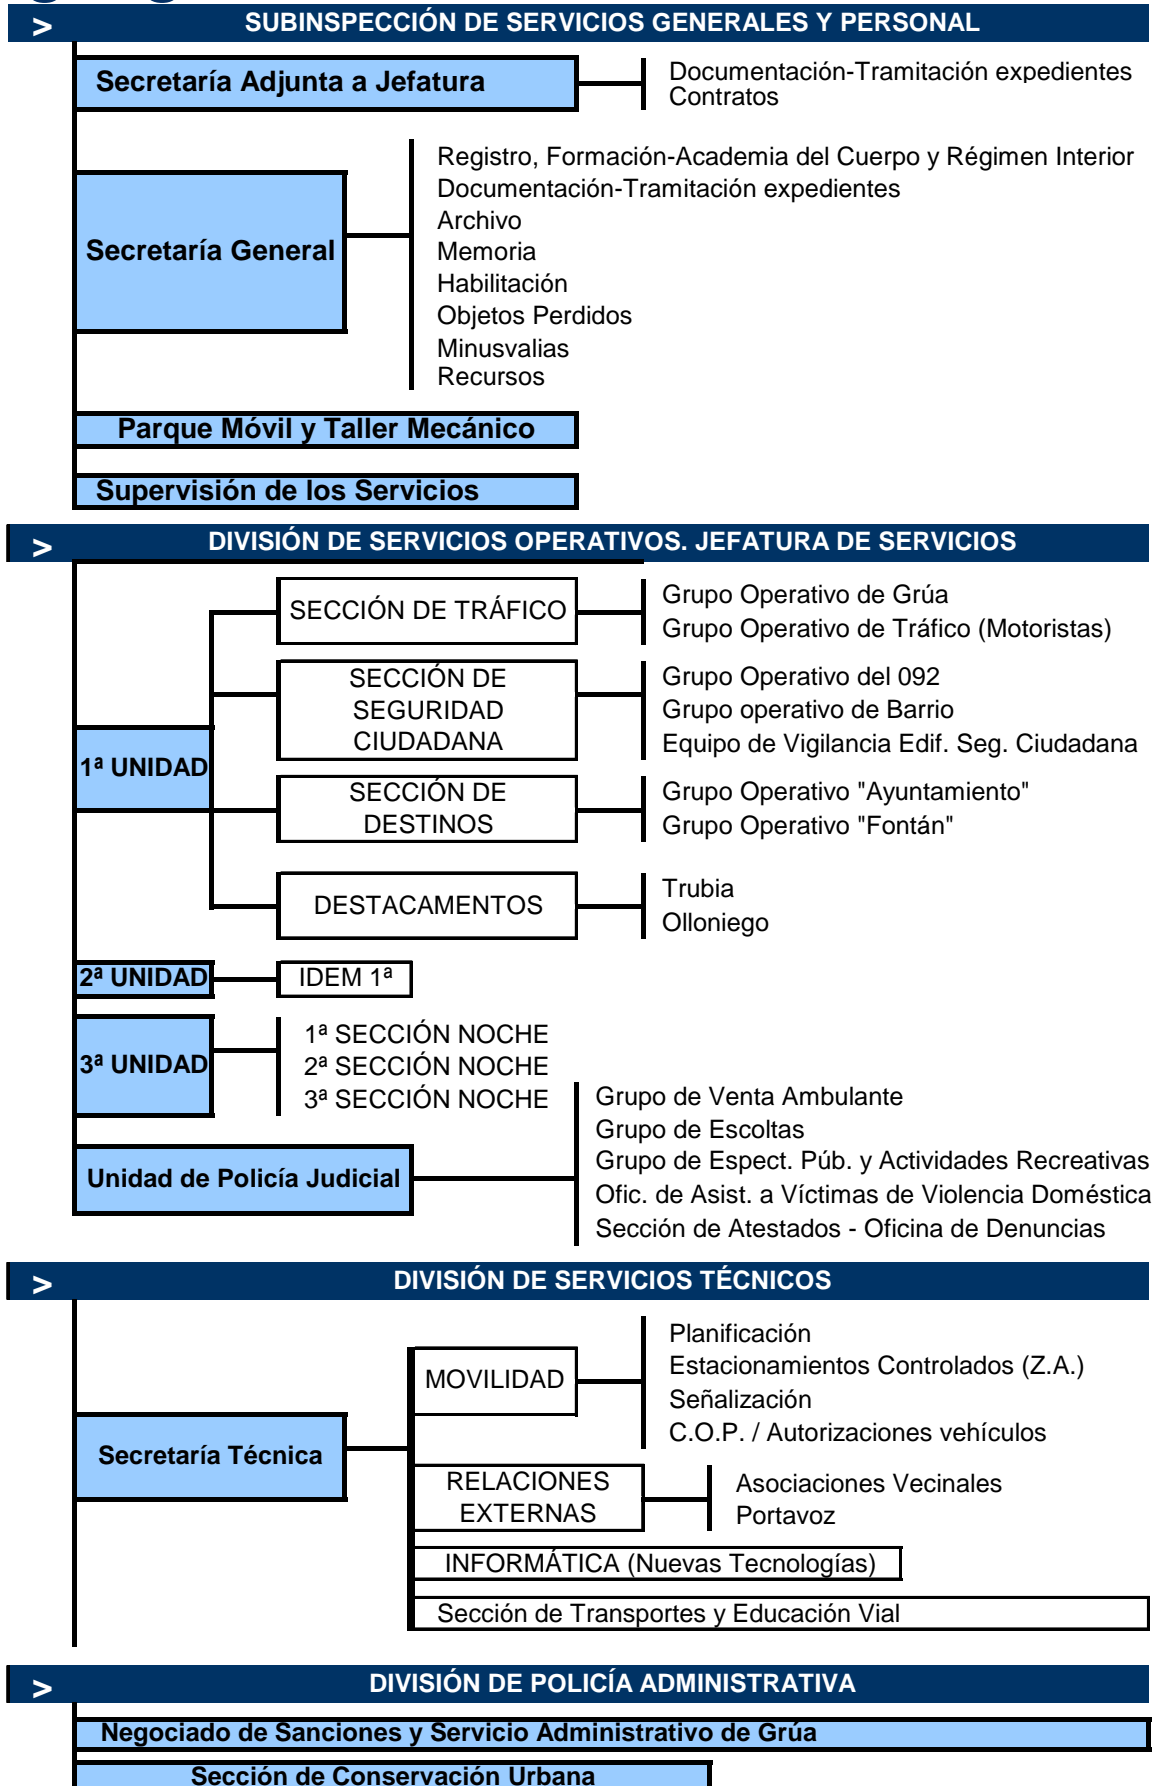 > SUBINSPECCIÓN DE SERVICIOS GENERALES Y PERSONAL
Secretaría Adjunta a Jefatura
Documentación-Tramitación expedientes
Contratos
Secretaría General
Registro, Formación-Academia del Cuerpo y Régimen Interior
Documentación-Tramitación expedientes
Archivo
Memoria
Habilitación
Objetos Perdidos
Minusvalias
Recursos
Parque Móvil y Taller Mecánico
Supervisión de los Servicios
> DIVISIÓN DE SERVICIOS OPERATIVOS. JEFATURA DE SERVICIOS
1ª UNIDAD
SECCIÓN DE TRÁFICO
Grupo Operativo de Grúa
Grupo Operativo de Tráfico (Motoristas)
SECCIÓN DE
SEGURIDAD
CIUDADANA
Grupo Operativo del 092
Grupo operativo de Barrio
Equipo de Vigilancia Edif. Seg. Ciudadana
SECCIÓN DE
DESTINOS
Grupo Operativo "Ayuntamiento"
Grupo Operativo "Fontán"
DESTACAMENTOS
Trubia
Olloniego
2ª UNIDAD
IDEM 1ª
3ª UNIDAD
1ª SECCIÓN NOCHE
2ª SECCIÓN NOCHE
3ª SECCIÓN NOCHE
Unidad de Policía Judicial
Grupo de Venta Ambulante
Grupo de Escoltas
Grupo de Espect. Púb. y Actividades Recreativas
Ofic. de Asist. a Víctimas de Violencia Doméstica
Sección de Atestados - Oficina de Denuncias
> DIVISIÓN DE SERVICIOS TÉCNICOS
Secretaría Técnica
MOVILIDAD
Planificación
Estacionamientos Controlados (Z.A.)
Señalización
C.O.P. / Autorizaciones vehículos
RELACIONES
EXTERNAS
Asociaciones Vecinales
Portavoz
INFORMÁTICA (Nuevas Tecnologías)
Sección de Transportes y Educación Vial
> DIVISIÓN DE POLICÍA ADMINISTRATIVA
Negociado de Sanciones y Servicio Administrativo de Grúa
Sección de Conservación Urbana